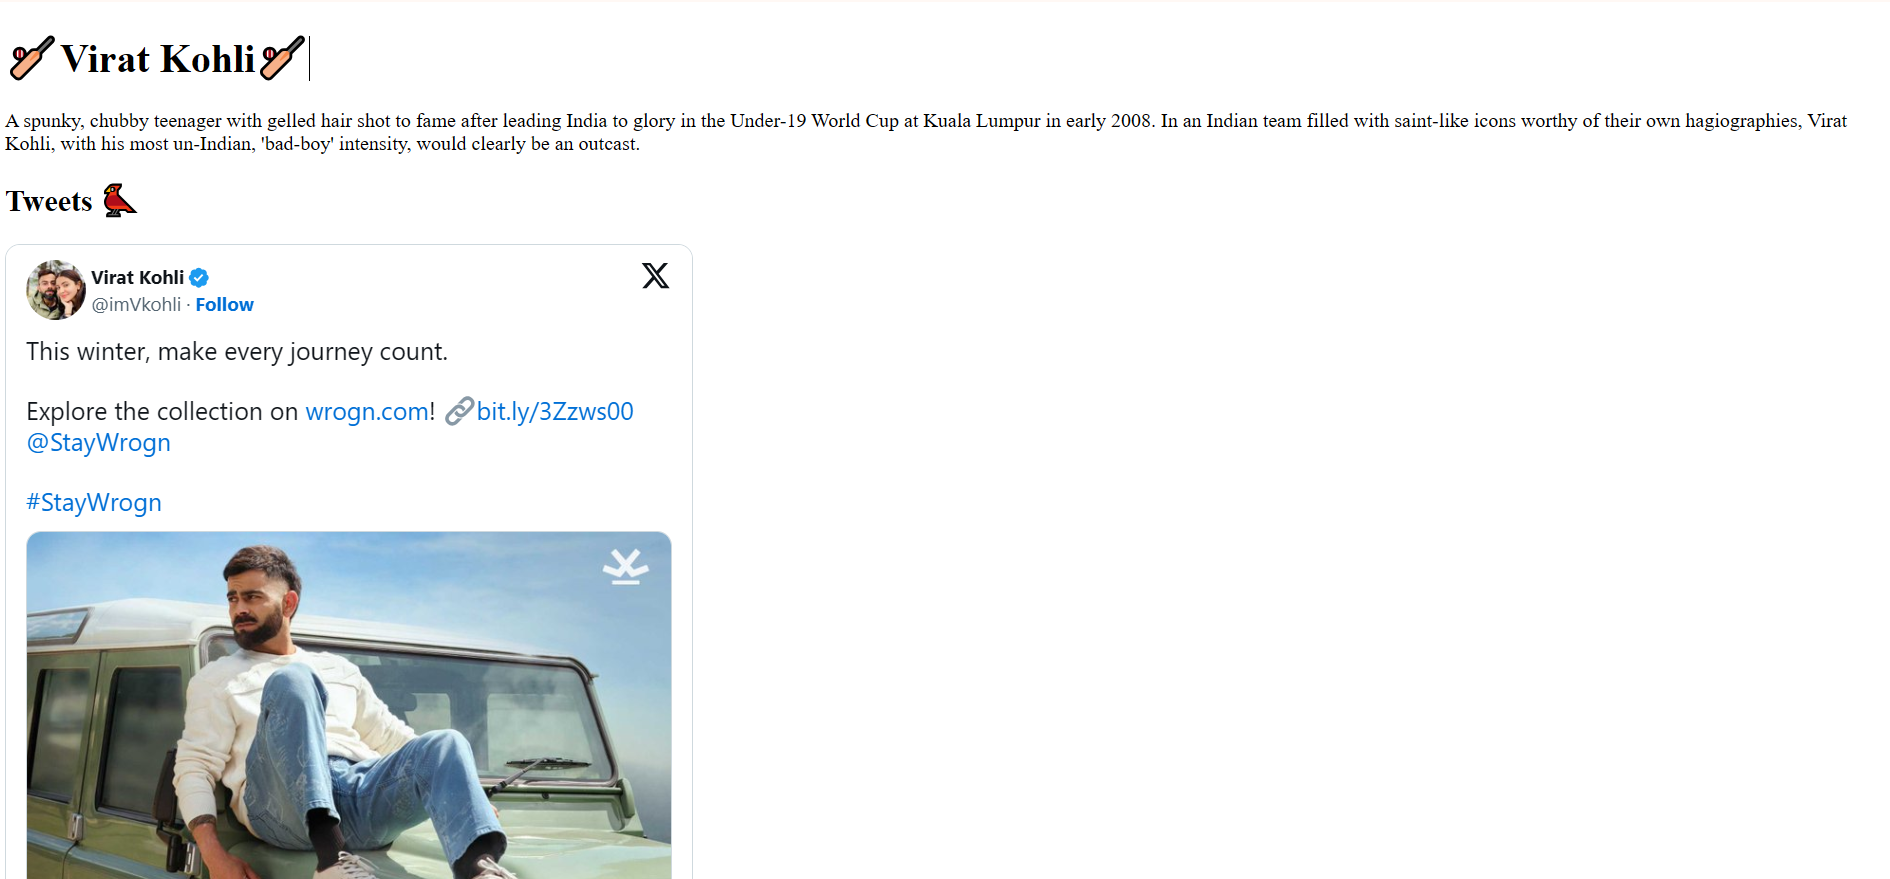 🏏Virat Kohli🏏
A spunky, chubby teenager with gelled hair shot to fame after leading India to glory in the Under-19 World Cup at Kuala Lumpur in early 2008. In an Indian team filled with saint-like icons worthy of their own hagiographies, Virat
Kohli, with his most un-Indian, 'bad-boy' intensity, would clearly be an outcast.
Tweets
Virat Kohli
@imVkohli · Follow
This winter, make every journey count.
Explore the collection on wrogn.com! 🔗bit.ly/3Zzws00
@StayWrogn
#StayWrogn